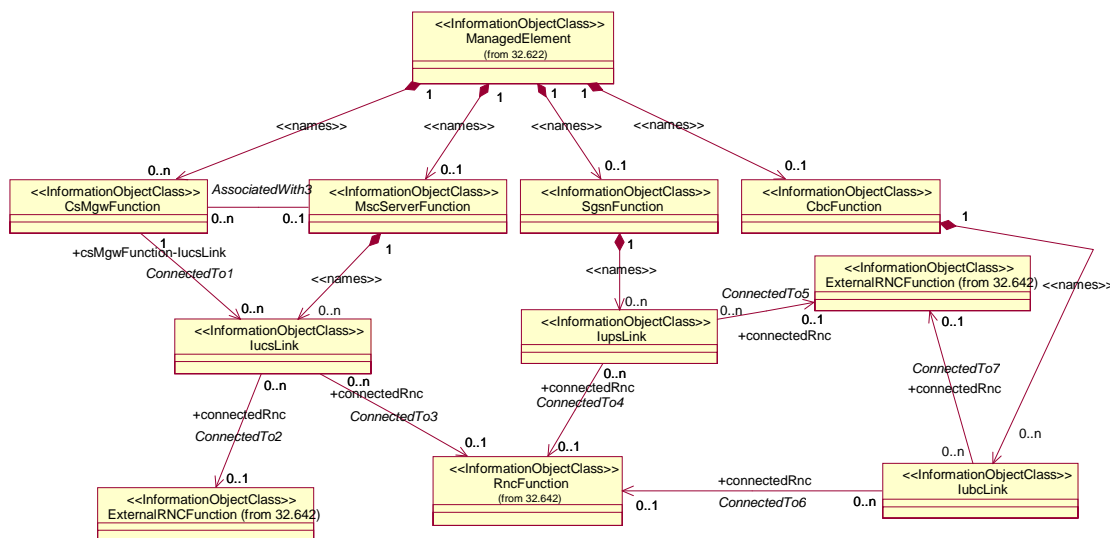 <<InformationObjectClass>>
ManagedElement
(from 32.622)
1
1
1
1
<<names>>
<<names>>
<<names>>
<<names>>
0..n
0..1
0..1
0..1
<<InformationObjectClass>>
CsMgwFunction
AssociatedWith3
0..n
0..1
<<InformationObjectClass>>
MscServerFunction
<<InformationObjectClass>>
SgsnFunction
<<InformationObjectClass>>
CbcFunction
1
1
1
1
+csMgwFunction-IucsLink
ConnectedTo1
<<names>>
<<names>>
<<names>>
0..n
0..n
0..n
<<InformationObjectClass>>
ExternalRNCFunction (from 32.642)
ConnectedTo5
0..n
0..1
+connectedRnc
<<InformationObjectClass>>
IucsLink
<<InformationObjectClass>>
IupsLink
0..1
ConnectedTo7
+connectedRnc
0..n
0..n
0..n
0..n
+connectedRnc
ConnectedTo2
+connectedRnc
ConnectedTo3
+connectedRnc
ConnectedTo4
0..n
0..1
0..1
0..1
<<InformationObjectClass>>
ExternalRNCFunction (from 32.642)
<<InformationObjectClass>>
RncFunction
(from 32.642)
+connectedRnc
0..1
ConnectedTo6
0..n
<<InformationObjectClass>>
IubcLink